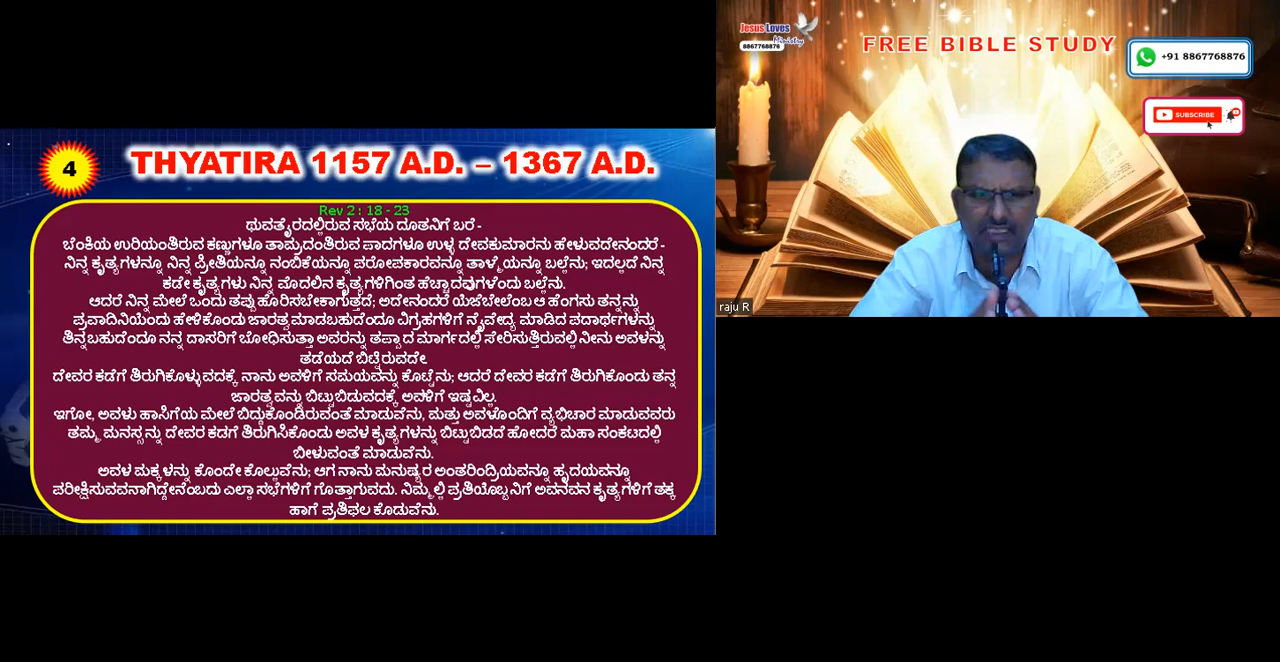 4
THYATIRA 1157 A.D. – 1367 A.D.
Rev 2 : 18 - 23
ಥುವತೈರದಲ್ಲಿರುವ ಸಭೆಯ ದೂತನಿಗೆ ಬರೆ -
ಬೆಂಕಿಯ ಉರಿಯಂತಿರುವ ಕಣ್ಣುಗಳೂ ತಾಮ್ರದಂತಿರುವ ಪಾದಗಳೂ ಉಳ್ಳ ದೇವಕುಮಾರನು ಹೇಳುವದೇನಂದರೆ -
ನಿನ್ನ ಕೃತ್ಯಗಳನ್ನೂ ನಿನ್ನ ಪ್ರೀತಿಯನ್ನೂ ನಂಬಿಕೆಯನ್ನೂ ಪರೋಪಕಾರವನ್ನೂ ತಾಳ್ಮೆಯನ್ನೂ ಬಲ್ಲೆನು; ಇದಲ್ಲದೆ ನಿನ್ನ
ಕಡೇ ಕೃತ್ಯಗಳು ನಿನ್ನ ಮೊದಲಿನ ಕೃತ್ಯಗಳಿಗಿಂತ ಹೆಚ್ಚಾದವುಗಳೆಂದು ಬಲ್ಲೆನು.
ಆದರೆ ನಿನ್ನ ಮೇಲೆ ಒಂದು ತಪ್ಪು ಹೊರಿಸಬೇಕಾಗುತ್ತದೆ; ಅದೇನಂದರೆ ಯೆಜೆಬೇಲೆಂಬ ಆ ಹೆಂಗಸು ತನ್ನನ್ನು
ಪ್ರವಾದಿನಿಯೆಂದು ಹೇಳಿಕೊಂಡು ಜಾರತ್ವಮಾಡಬಹುದೆಂದೂ ವಿಗ್ರಹಗಳಿಗೆ ನೈವೇದ್ಯ ಮಾಡಿದ ಪದಾರ್ಥಗಳನ್ನು
ತಿನ್ನಬಹುದೆಂದೂ ನನ್ನ ದಾಸರಿಗೆ ಬೋಧಿಸುತ್ತಾ ಅವರನ್ನು ತಪ್ಪಾದ ಮಾರ್ಗದಲ್ಲಿ ಸೇರಿಸುತ್ತಿರುವಲ್ಲಿ ನೀನು ಅವಳನ್ನು
ತಡೆಯದೆ ಬಿಟ್ಟಿರುವದೇ.
ದೇವರ ಕಡೆಗೆ ತಿರುಗಿಕೊಳ್ಳುವದಕ್ಕೆ ನಾನು ಅವಳಿಗೆ ಸಮಯವನ್ನು ಕೊಟ್ಟೆನು; ಆದರೆ ದೇವರ ಕಡೆಗೆ ತಿರುಗಿಕೊಂಡು ತನ್ನ
ಜಾರತ್ವವನ್ನು ಬಿಟ್ಟುಬಿಡುವದಕ್ಕೆ ಅವಳಿಗೆ ಇಷ್ಟವಿಲ್ಲ.
ಇಗೋ, ಅವಳು ಹಾಸಿಗೆಯ ಮೇಲೆ ಬಿದ್ದುಕೊಂಡಿರುವಂತೆ ಮಾಡುವೆನು, ಮತ್ತು ಅವಳೊಂದಿಗೆ ವ್ಯಭಿಚಾರ ಮಾಡುವವರು
ತಮ್ಮ ಮನಸ್ಸನ್ನು ದೇವರ ಕಡಗೆ ತಿರುಗಿಸಿಕೊಂಡು ಅವಳ ಕೃತ್ಯಗಳನ್ನು ಬಿಟ್ಟುಬಿಡದೆ ಹೋದರೆ ಮಹಾ ಸಂಕಟದಲ್ಲಿ
ಬೀಳುವಂತೆ ಮಾಡುವೆನು.
ಅವಳ ಮಕ್ಕಳನ್ನು ಕೊಂದೇ ಕೊಲ್ಲುವೆನು; ಆಗ ನಾನು ಮನುಷ್ಯರ ಅಂತರಿಂದ್ರಿಯವನ್ನೂ ಹೃದಯವನ್ನೂ
ಪರೀಕ್ಷಿಸುವವನಾಗಿದ್ದೇನೆಂಬದು ಎಲ್ಲಾ ಸಭೆಗಳಿಗೆ ಗೊತ್ತಾಗುವದು. ನಿಮ್ಮಲ್ಲಿ ಪ್ರತಿಯೊಬ್ಬನಿಗೆ ಅವನವನ ಕೃತ್ಯಗಳಿಗೆ ತಕ್ಕ
ಹಾಗೆ ಪ್ರತಿಫಲ ಕೊಡುವೆನು.
Jesus Loves
Ministry
8867768876
FREE BIBLE STUDY
+91 8867768876
SUBSCRIBE
raju R